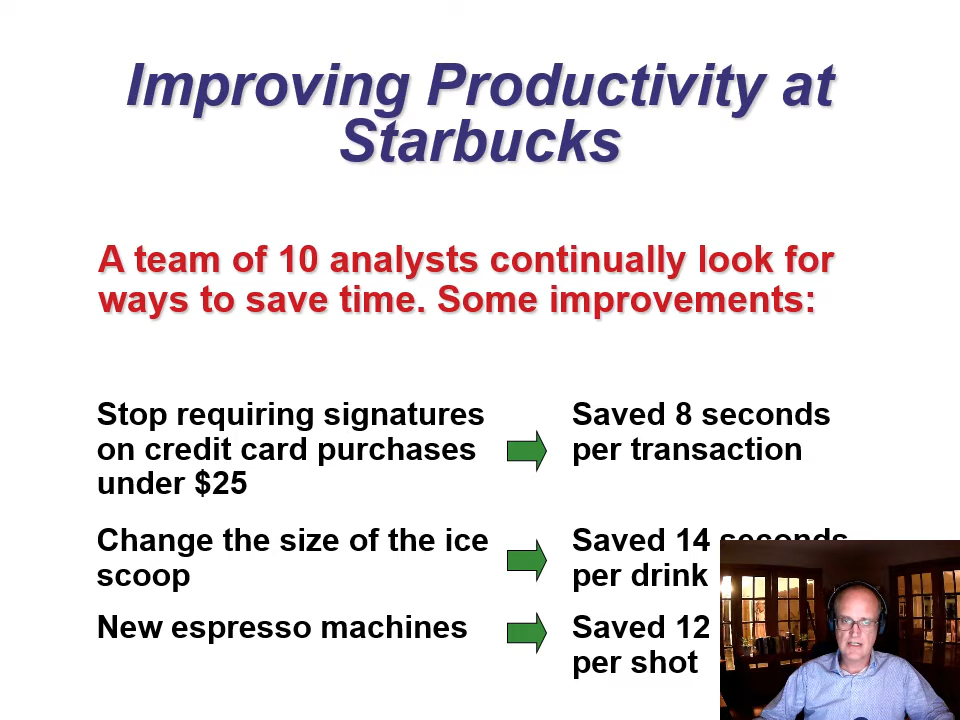 Improving Productivity at
Starbucks
A team of 10 analysts continually look for
ways to save time. Some improvements:
Stop requiring signatures
on credit card purchases
under $25
Saved 8 seconds
per transaction
Change the size of the ice
scoop
Saved 14 seconds
per drink
New espresso machines
Saved 12
per shot